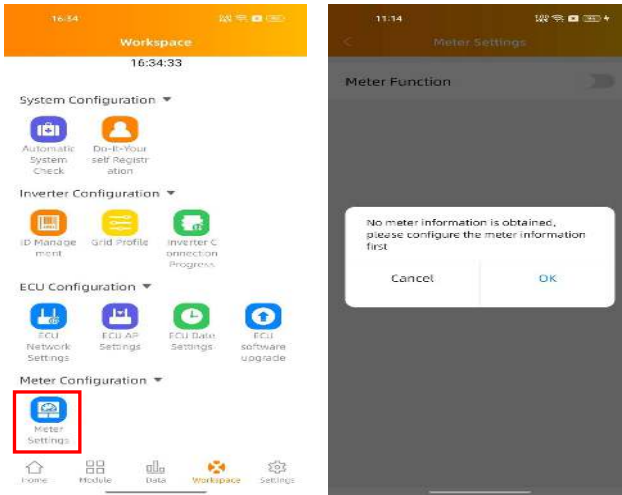 16:34
Workspace
16:34:33
System Configuration
Automatic
System
Check
Do-It-Your
self Registr
ation
Inverter Configuration
ID Manage
ment
Grid Profile
Inverter C
onnection
Progress
ECU Configuration
ECU
Network
Settings
ECU AP
Settings
ECU Date
Settings
ECU
software
upgrade
Meter Configuration
Meter
Settings
Home
Module
Data
Workspace
Settings
11:14
Meter Settings
Meter Function
No meter information is obtained,
please configure the meter information
first
Cancel
OK